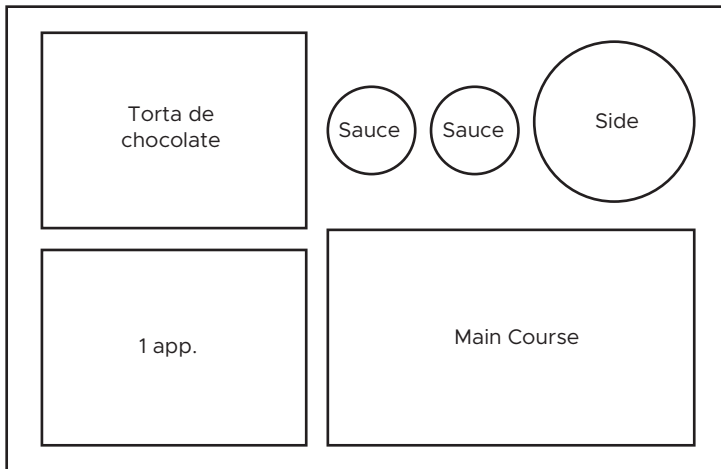 Torta de
chocolate
Sauce
Sauce
Side
1 app.
Main Course